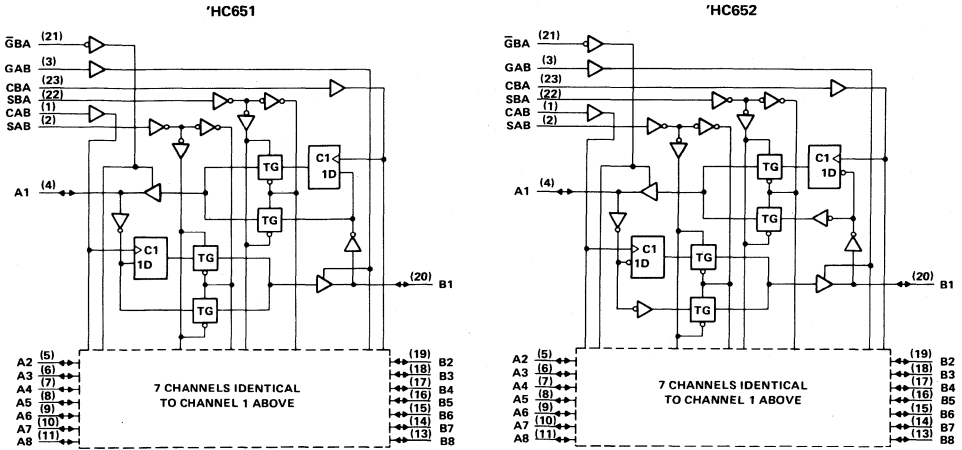 'HC651
G̅BA (21)
GAB (3)
CBA (23)
SBA (22)
CAB (1)
SAB (2)
TG
C1
1D
A1 (4)
TG
C1
1D
TG
(20) B1
TG
A2 (5)
A3 (6)
A4 (7)
A5 (8)
A6 (9)
A7 (10)
A8 (11)
7 CHANNELS IDENTICAL
TO CHANNEL 1 ABOVE
(19) B2
(18) B3
(17) B4
(16) B5
(15) B6
(14) B7
(13) B8
'HC652
G̅BA (21)
GAB (3)
CBA (23)
SBA (22)
CAB (1)
SAB (2)
TG
C1
1D
A1 (4)
TG
C1
1D
TG
(20) B1
TG
A2 (5)
A3 (6)
A4 (7)
A5 (8)
A6 (9)
A7 (10)
A8 (11)
7 CHANNELS IDENTICAL
TO CHANNEL 1 ABOVE
(19) B2
(18) B3
(17) B4
(16) B5
(15) B6
(14) B7
(13) B8